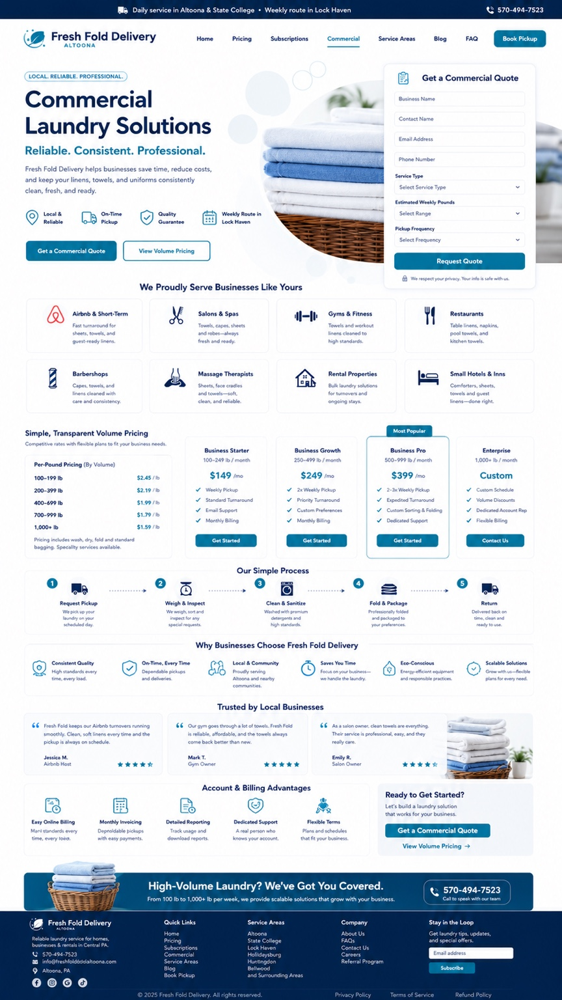 Daily service in Altoona & State College • Weekly route in Lock Haven
570-494-7523
Fresh Fold Delivery
ALTOONA
Home
Pricing
Subscriptions
Commercial
Service Areas
Blog
FAQ
Book Pickup
LOCAL. RELIABLE. PROFESSIONAL.
Commercial
Laundry Solutions
Reliable. Consistent. Professional.
Fresh Fold Delivery helps businesses save time, reduce costs,
and keep your linens, towels, and uniforms consistently
clean, fresh, and ready.
Local &
Reliable
On-Time
Pickup
Quality
Guarantee
Weekly Route in
Lock Haven
Get a Commercial Quote
View Volume Pricing
Get a Commercial Quote
Business Name
Contact Name
Email Address
Phone Number
Service Type
Select Service Type
Estimated Weekly Pounds
Select Range
Pickup Frequency
Select Frequency
Request Quote
We respect your privacy. Your info is safe with us.
We Proudly Serve Businesses Like Yours
Airbnb & Short-Term
Fast turnaround for
sheets, towels, and
guest-ready linens.
Salons & Spas
Towels, capes, sheets
and robes—always
fresh and ready.
Gyms & Fitness
Towels and workout
linens cleaned to
high standards.
Restaurants
Table linens, napkins,
pool towels, and
kitchen towels.
Barbershops
Capes, towels, and
linens cleaned with
care and consistency.
Massage Therapists
Sheets, face cradles
and towels—soft,
clean, and reliable.
Rental Properties
Bulk laundry solutions
for turnovers and
ongoing stays.
Small Hotels & Inns
Comforters, sheets,
towels and guest
linens—done right.
Simple, Transparent Volume Pricing
Competitive rates with flexible plans to fit your business needs.
Per-Pound Pricing (By Volume)
100–199 lb $2.45 / lb
200–399 lb $2.19 / lb
400–699 lb $1.99 / lb
700–999 lb $1.79 / lb
1,000+ lb $1.59 / lb
Pricing includes wash, dry, fold and standard
bagging. Specialty services available.
Business Starter
100–249 lb / month
$149 /mo
Weekly Pickup
Standard Turnaround
Email Support
Monthly Billing
Get Started
Business Growth
250–499 lb / month
$249 /mo
2x Weekly Pickup
Priority Turnaround
Custom Preferences
Monthly Billing
Get Started
Most Popular
Business Pro
500–999 lb / month
$399 /mo
2–3x Weekly Pickup
Expedited Turnaround
Custom Sorting & Folding
Dedicated Support
Get Started
Enterprise
1,000+ lb / month
Custom
Custom Schedule
Volume Discounts
Dedicated Account Rep
Flexible Billing
Contact Us
Our Simple Process
1
Request Pickup
We pick up your
laundry on your
scheduled day.
2
Weigh & Inspect
We weigh, sort and
inspect for any
special requests.
3
Clean & Sanitize
Washed with premium
detergents and
high standards.
4
Fold & Package
Professionally folded
and packaged to
your preferences.
5
Return
Delivered back on
time, clean and
ready to use.
Why Businesses Choose Fresh Fold Delivery
Consistent Quality
High standards every
time, every load.
On-Time, Every Time
Dependable pickups
and deliveries.
Local & Community
Proudly serving
Altoona and nearby
communities.
Saves You Time
Focus on your business—
we handle the laundry.
Eco-Conscious
Energy-efficient equipment
and responsible practices.
Scalable Solutions
Grow with us—flexible
plans for every need.
Trusted by Local Businesses
“ Fresh Fold keeps our Airbnb turnovers running
smoothly. Clean, soft linens every time and the
pickup is always on schedule.
Jessica M.
Airbnb Host
“ Our gym goes through a lot of towels. Fresh Fold
is reliable, affordable, and the towels always
come back better than new.
Mark T.
Gym Owner
“ As a salon owner, clean towels are everything.
Their service is professional, easy, and they
really care.
Emily R.
Salon Owner
Account & Billing Advantages
Easy Online Billing
standards every
time, every
Monthly Invoicing
pickups
with easy payments.
Detailed Reporting
Track usage and
download reports.
Dedicated Support
A real person who
knows your account.
Flexible Terms
Plans and schedules
that fit your business.
Ready to Get Started?
Let's build a laundry solution
that works for your business.
Get a Commercial Quote
View Volume Pricing →
High-Volume Laundry? We've Got You Covered.
From 100 lb to 1,000+ lb per week, we provide scalable solutions that grow with your business.
570-494-7523
Call to speak with our team
Fresh Fold Delivery
ALTOONA
Reliable laundry service for homes,
businesses & rentals in Central PA.
570-494-7523
Altoona, PA
Quick Links
Home
Pricing
Subscriptions
Commercial
Service Areas
Blog
Book Pickup
Service Areas
Altoona
State College
Lock Haven
Hollidaysburg
Huntingdon
Bellwood
and Surrounding Areas
Company
About Us
FAQs
Contact Us
Careers
Referral Program
Stay in the Loop
Get laundry tips, updates,
and special offers.
Email address
Subscribe
© 2025 Fresh Fold Delivery. All rights reserved.
Privacy Policy
Terms of Service
Refund Policy